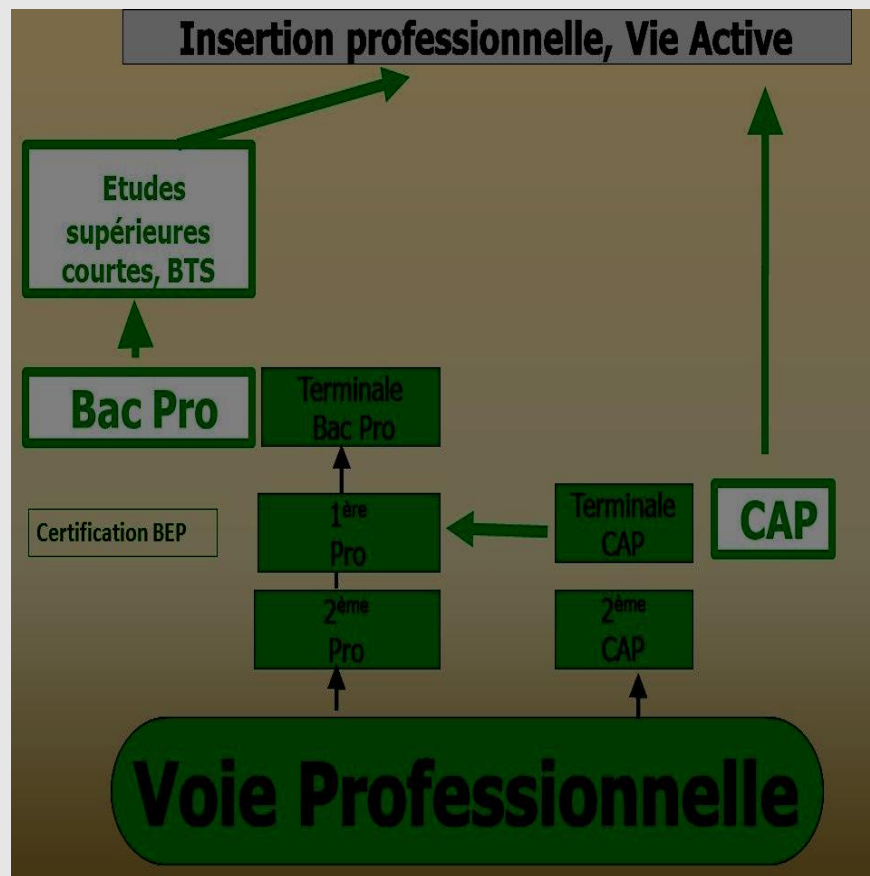 Insertion professionnelle, Vie Active
Etudes
supérieures
courtes, BTS
Bac Pro
Terminale
Bac Pro
Certification BEP
1ère
Pro
Terminale
CAP
CAP
2ème
Pro
2ème
CAP
Voie Professionnelle